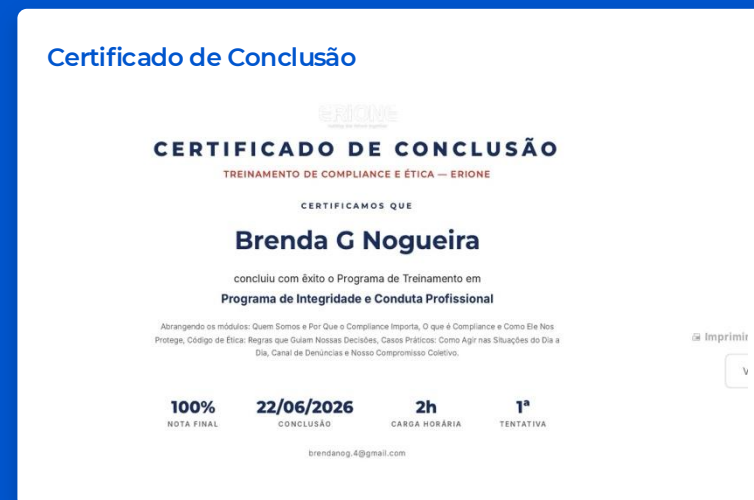 Certificado de Conclusão
ERIONE
CERTIFICADO DE CONCLUSÃO
TREINAMENTO DE COMPLIANCE E ÉTICA — ERIONE
CERTIFICAMOS QUE
Brenda G Nogueira
concluiu com êxito o Programa de Treinamento em
Programa de Integridade e Conduta Profissional
Abrangendo os módulos: Quem Somos e Por Que o Compliance Importa, O que é Compliance e Como Ele Nos
Protege, Código de Ética: Regras que Guiam Nossas Decisões, Casos Práticos: Como Agir nas Situações do Dia a
Dia, Canal de Denúncias e Nosso Compromisso Coletivo.
Imprimir
V
100% 22/06/2026 2h 1ª
NOTA FINAL CONCLUSÃO CARGA HORÁRIA TENTATIVA
brendanog.4@gmail.com